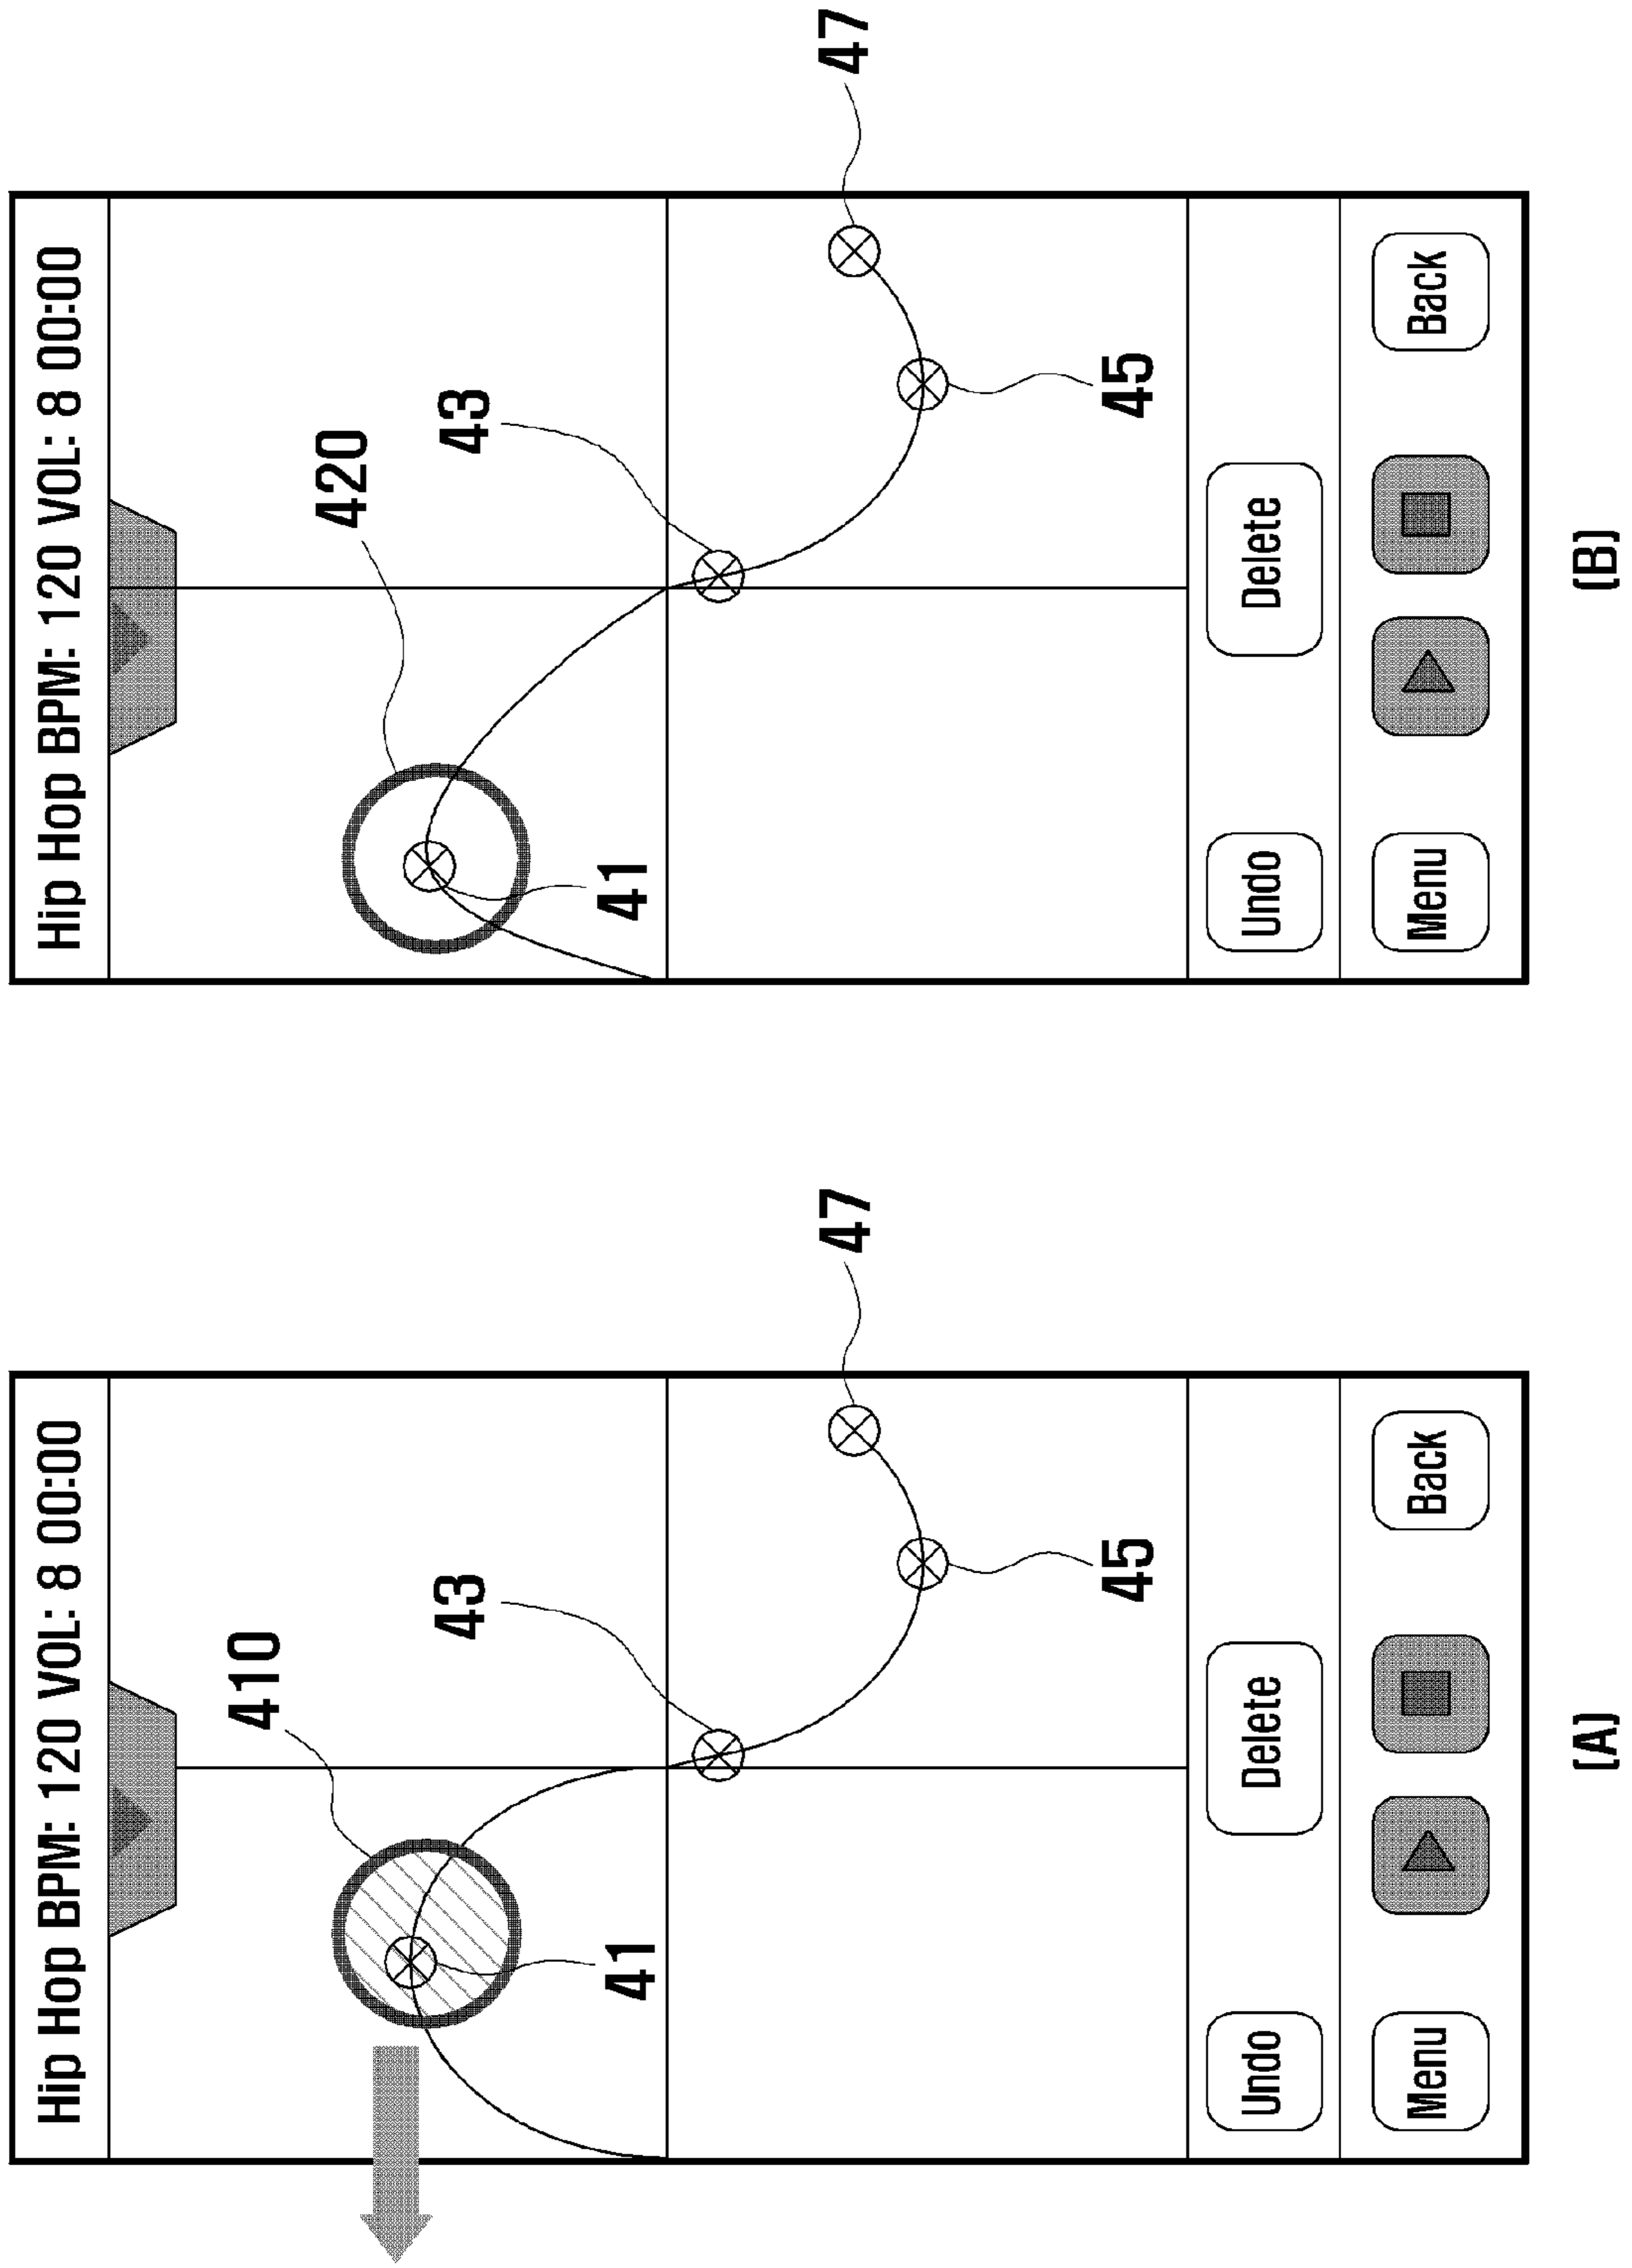 Hip Hop BPM: 120 VOL: 8 00:00
410
43
47
41
45
Undo
Delete
Menu
Back
(A)
Hip Hop BPM: 120 VOL: 8 00:00
420
43
47
41
45
Undo
Delete
Menu
Back
(B)